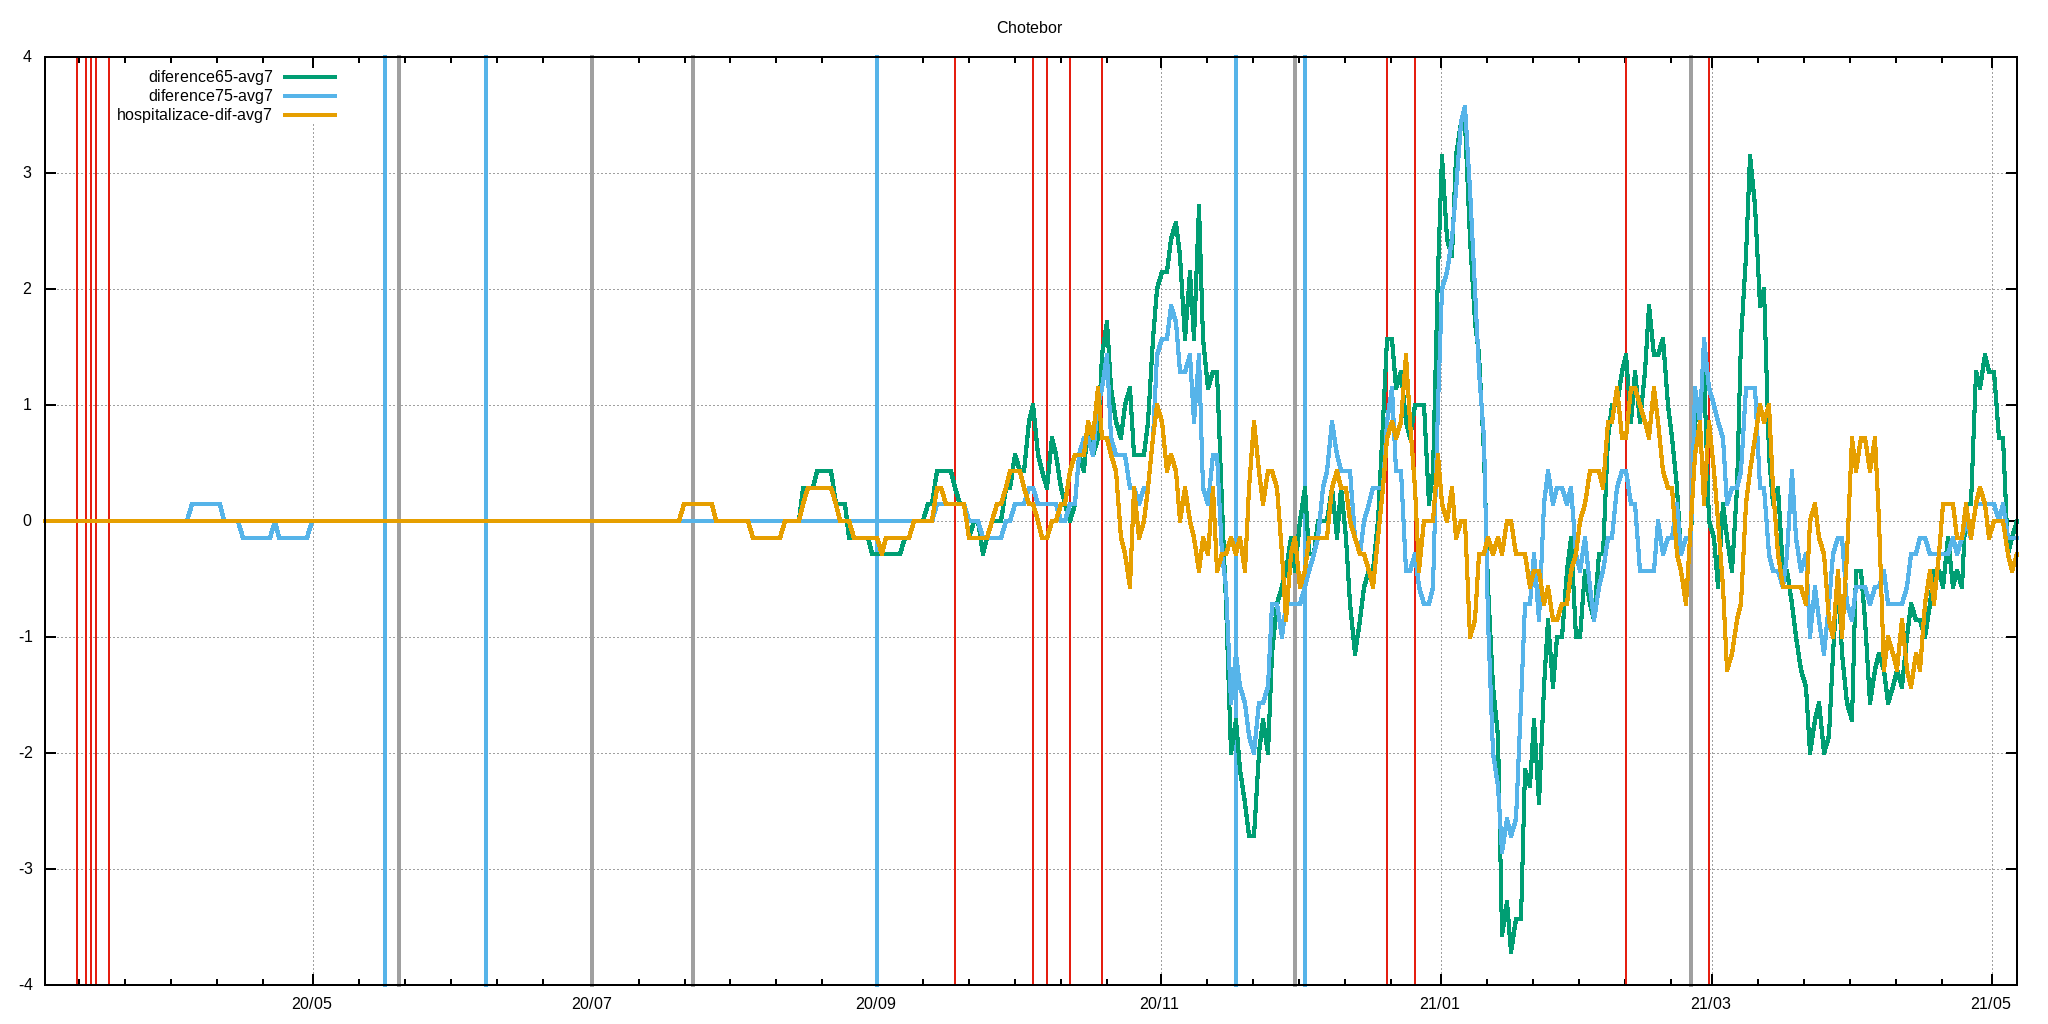 Chotebor
diference65-avg7
diference75-avg7
hospitalizace-dif-avg7
4
3
2
1
0
-1
-2
-3
-4
20/05 20/07 20/09 20/11 21/01 21/03 21/05